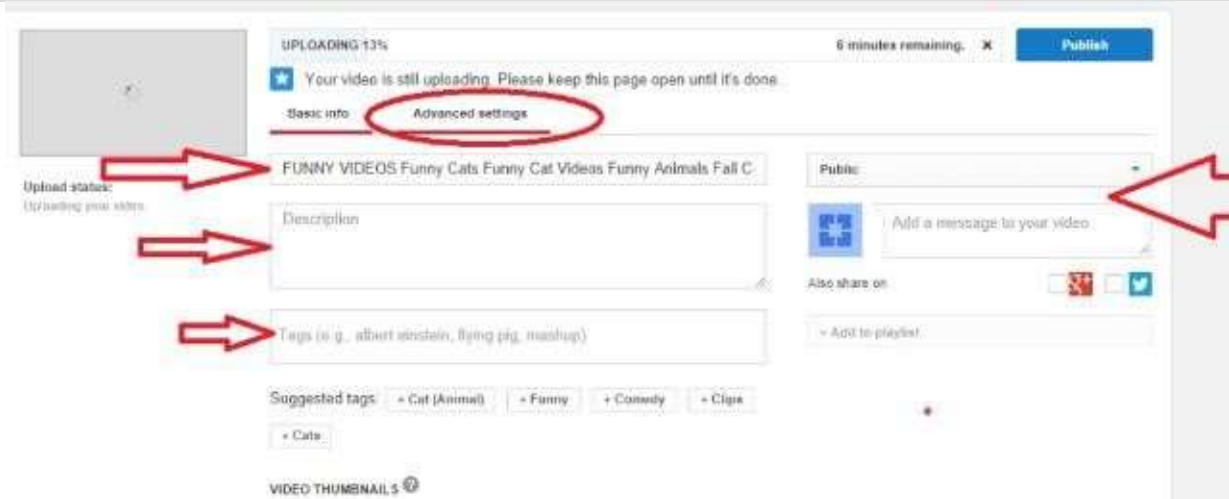 UPLOADING 13%
6 minutes remaining. X
Publish
Your video is still uploading. Please keep this page open until it's done.
Basic info
Advanced settings
FUNNY VIDEOS Funny Cats Funny Cat Videos Funny Animals Fall C
Public
Upload status:
Uploading your video.
Description
Add a message to your video
Also share on
g+
Tags (e.g., albert einstein, flying pig, mashup)
+ Add to playlist
Suggested tags: + Cat (Animal) + Funny + Comedy + Clips
+ Cats
VIDEO THUMBNAILS ?